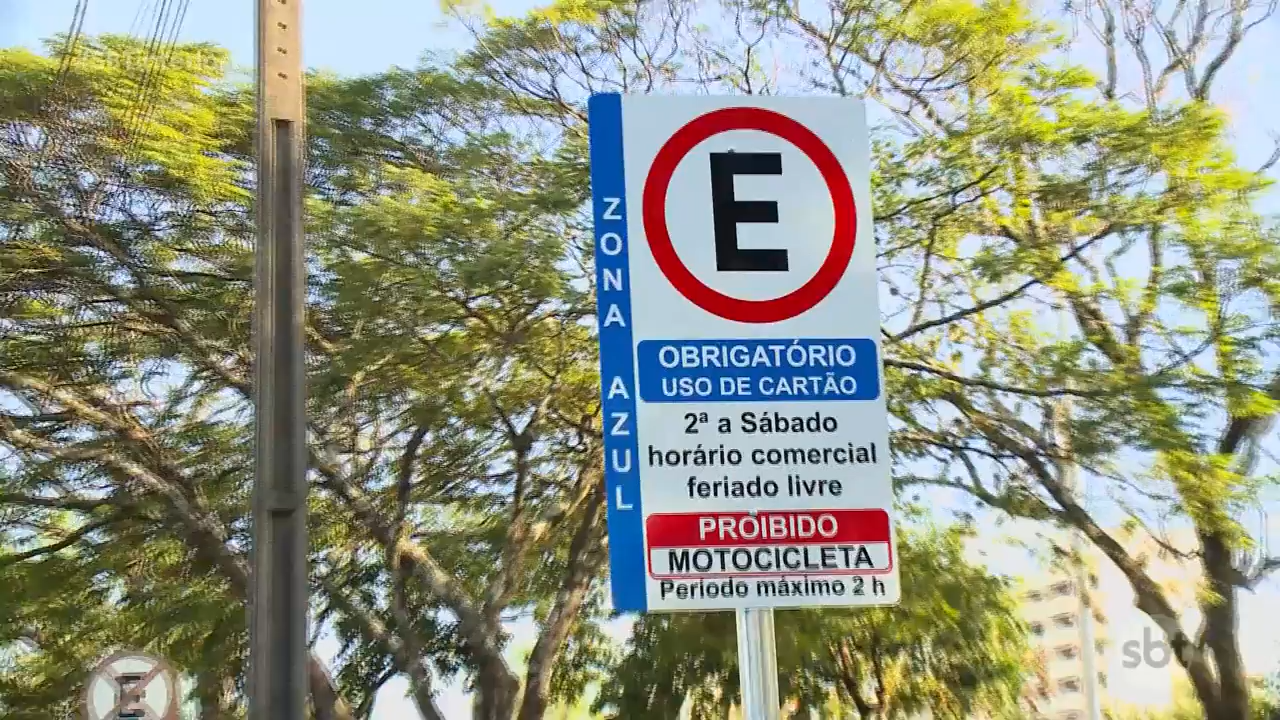 E
ZONA AZUL
OBRIGATÓRIO
USO DE CARTÃO
2ª a Sábado
horário comercial
feriado livre
PROIBIDO
MOTOCICLETA
Período máximo 2 h
E
sbt